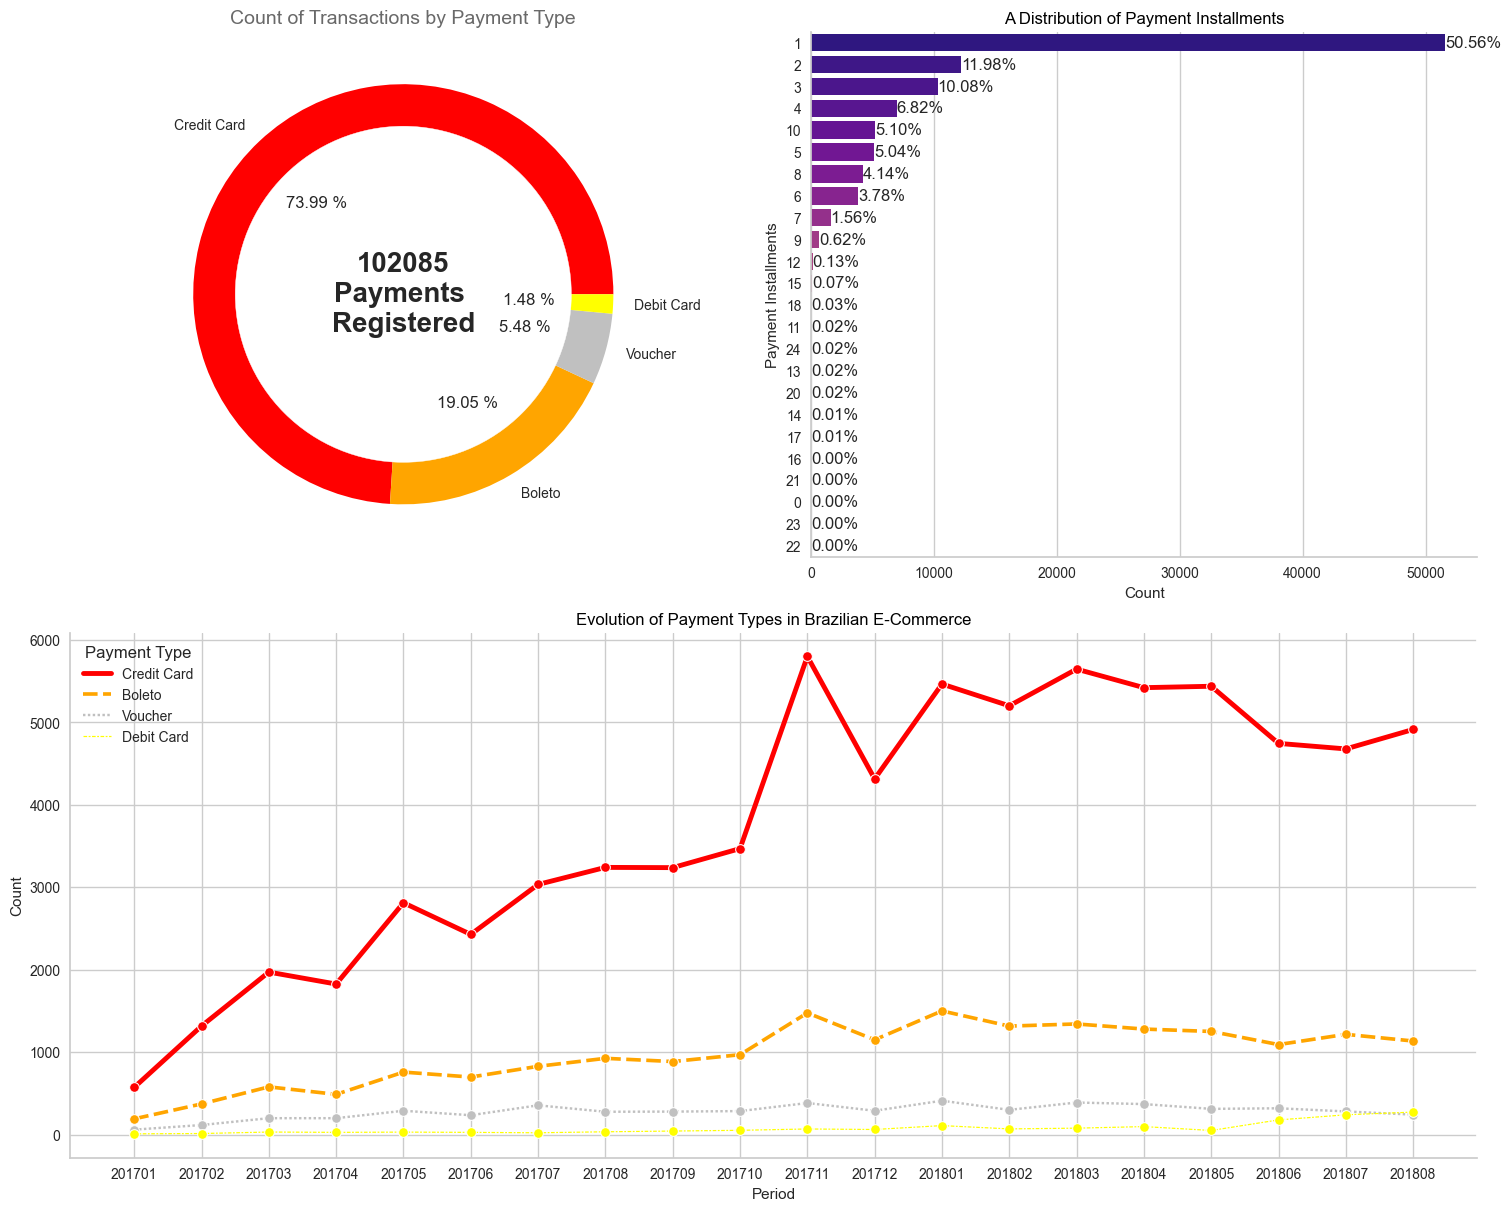 Count of Transactions by Payment Type
Credit Card
73.99 %
102085
Payments
Registered
1.48 %
Debit Card
5.48 %
Voucher
19.05 %
Boleto
A Distribution of Payment Installments
Payment Installments
1 50.56%
2 11.98%
3 10.08%
4 6.82%
10 5.10%
5 5.04%
8 4.14%
6 3.78%
7 1.56%
9 0.62%
12 0.13%
15 0.07%
18 0.03%
11 0.02%
24 0.02%
13 0.02%
20 0.02%
14 0.01%
17 0.01%
16 0.00%
21 0.00%
0 0.00%
23 0.00%
22 0.00%
0 10000 20000 30000 40000 50000
Count
Evolution of Payment Types in Brazilian E-Commerce
Payment Type
Credit Card
Boleto
Voucher
Debit Card
Count
6000
5000
4000
3000
2000
1000
0
201701 201702 201703 201704 201705 201706 201707 201708 201709 201710 201711 201712 201801 201802 201803 201804 201805 201806 201807 201808
Period